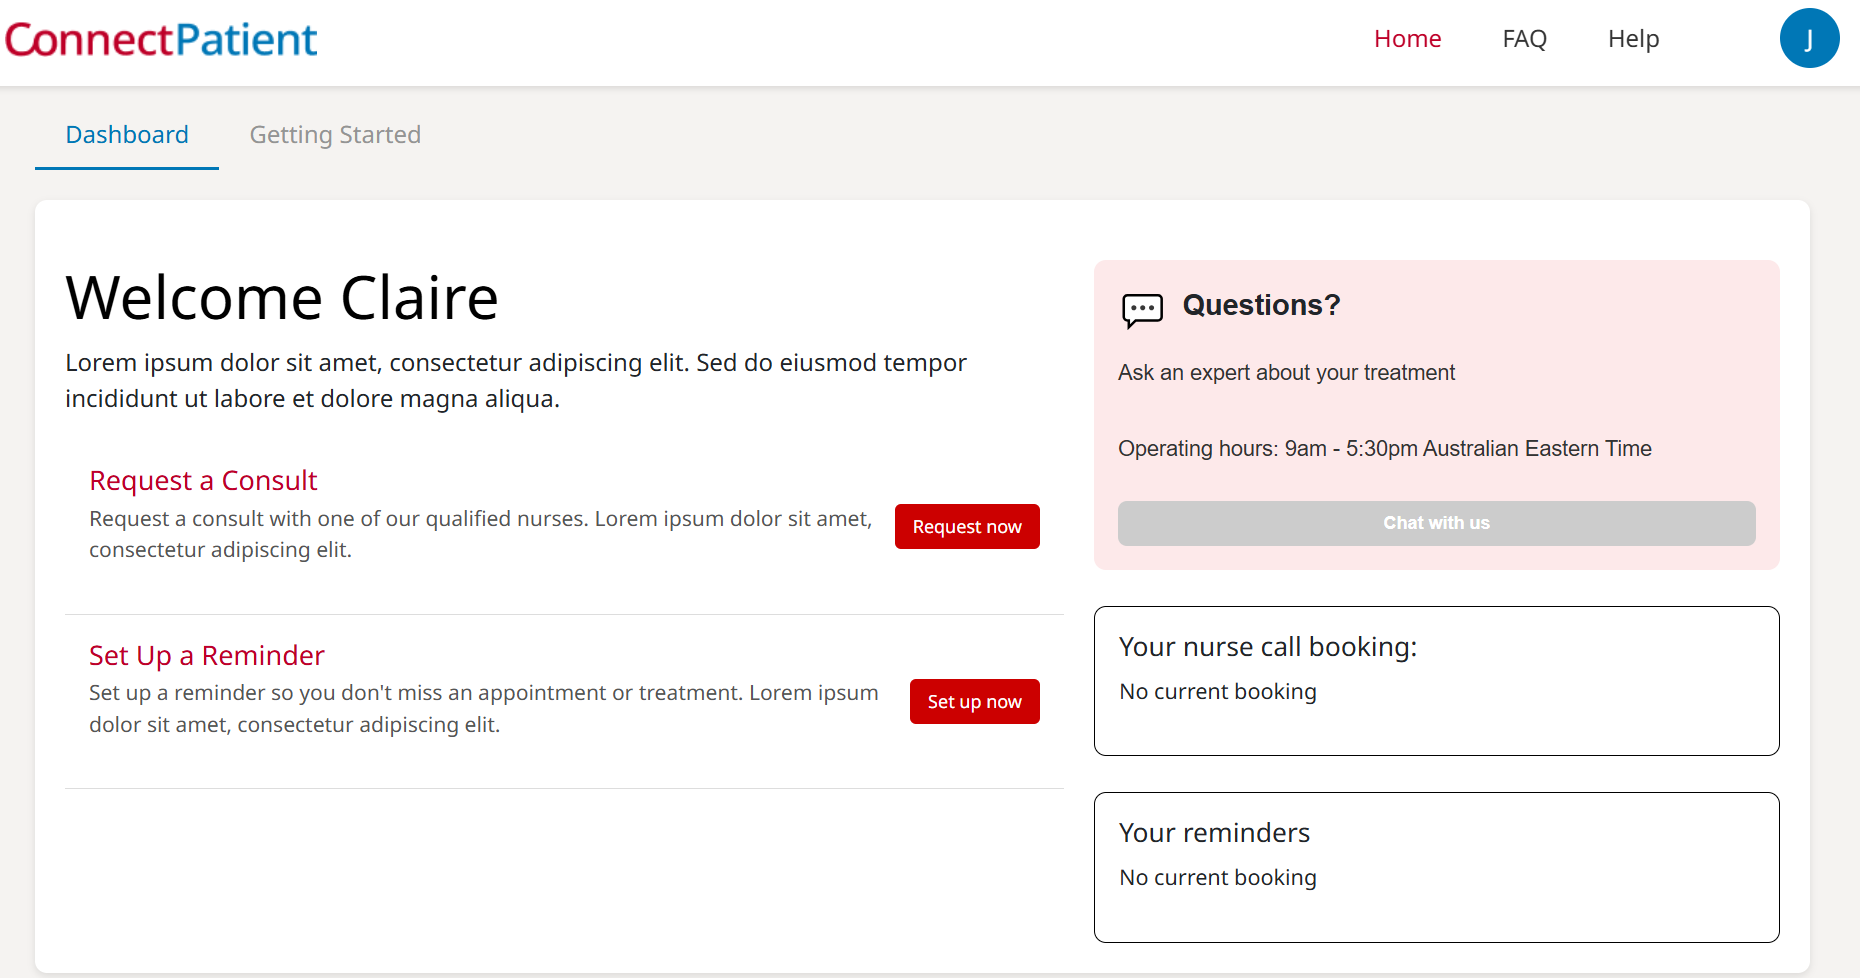 ConnectPatient
Home
FAQ
Help
J
Dashboard
Getting Started
Welcome Claire
Lorem ipsum dolor sit amet, consectetur adipiscing elit. Sed do eiusmod tempor
incididunt ut labore et dolore magna aliqua.
Request a Consult
Request a consult with one of our qualified nurses. Lorem ipsum dolor sit amet,
consectetur adipiscing elit.
Request now
Set Up a Reminder
Set up a reminder so you don't miss an appointment or treatment. Lorem ipsum
dolor sit amet, consectetur adipiscing elit.
Set up now
Questions?
Ask an expert about your treatment
Operating hours: 9am - 5:30pm Australian Eastern Time
Chat with us
Your nurse call booking:
No current booking
Your reminders
No current booking